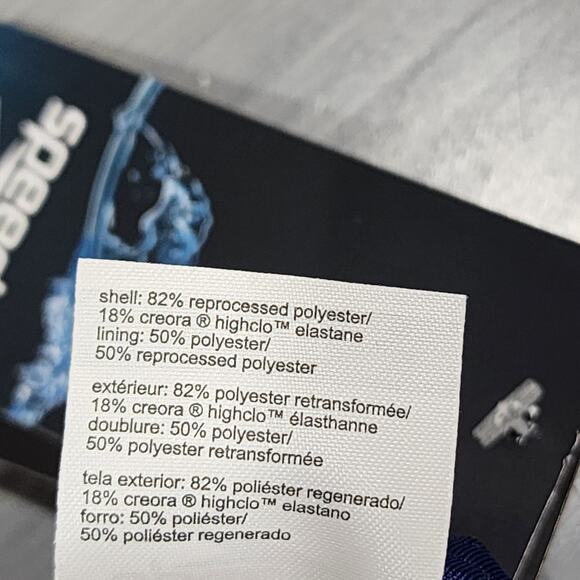 speed
shell: 82% reprocessed polyester/
18% creora ® highclo™ elastane
lining: 50% polyester/
50% reprocessed polyester
extérieur: 82% polyester retransformée/
18% creora ® highclo™ élasthanne
doublure: 50% polyester/
50% polyester retransformée
tela exterior: 82% poliéster regenerado/
18% creora ® highclo™ elastano
forro: 50% poliéster/
50% poliéster regenerado